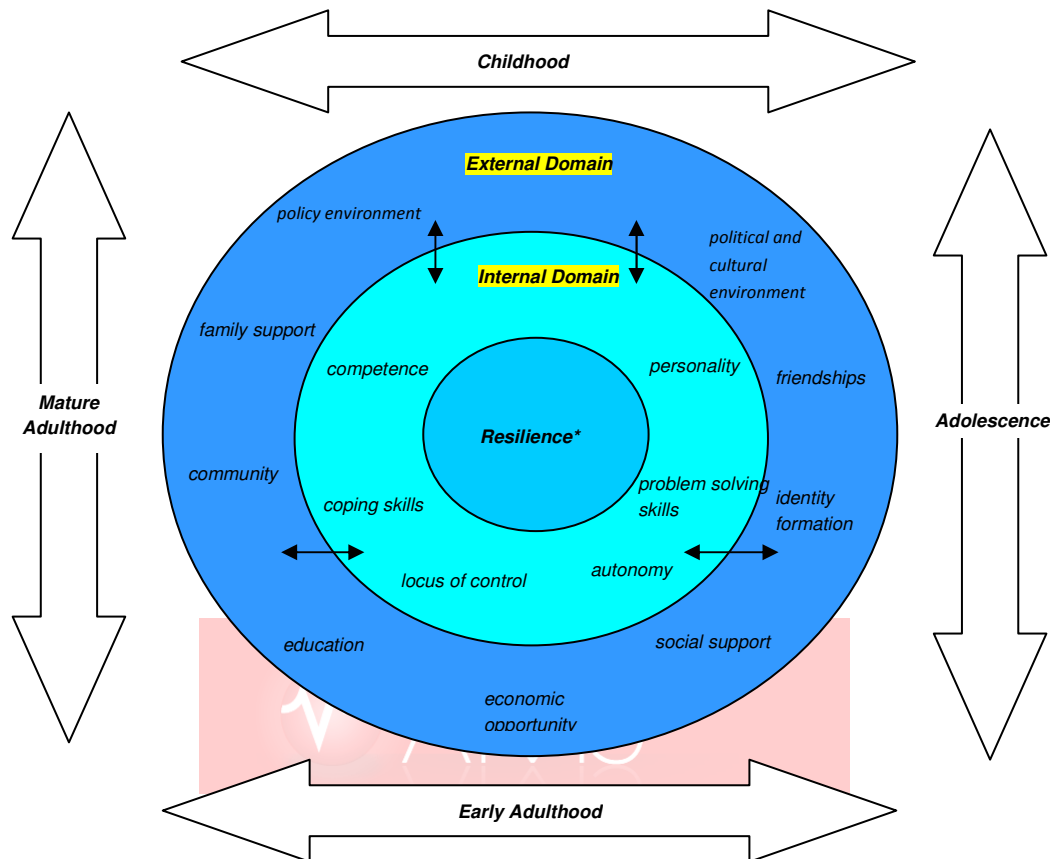 Childhood
External Domain
policy environment
political and
cultural
environment
Internal Domain
family support
competence
personality
friendships
Mature
Adulthood
Resilience*
Adolescence
community
coping skills
problem solving
skills
identity
formation
locus of control
autonomy
education
social support
economic
opportunity
Early Adulthood